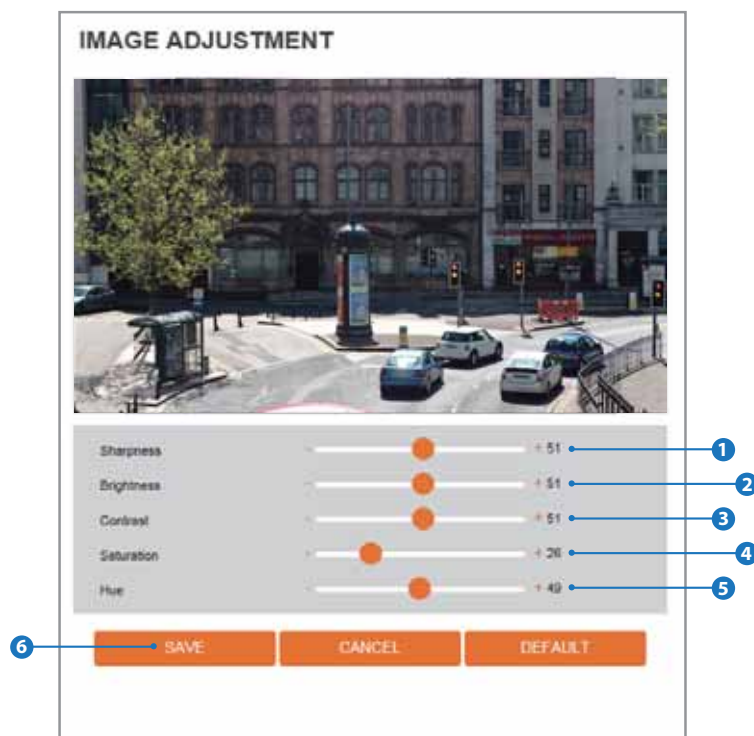 IMAGE ADJUSTMENT
Sharpness - + 51 1
Brightness - + 51 2
Contrast - + 51 3
Saturation - + 26 4
Hue - + 49 5
6 SAVE CANCEL DEFAULT